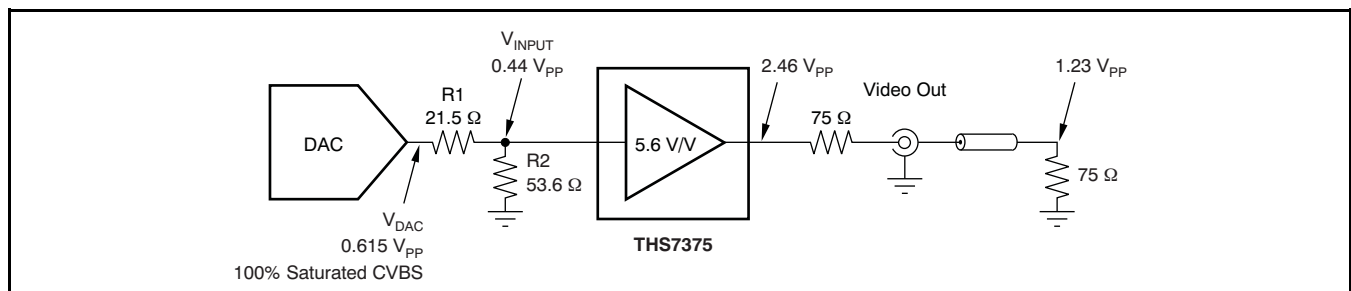 V_INPUT
0.44 V_PP
R1
21.5 Ω
DAC
R2
53.6 Ω
V_DAC
0.615 V_PP
100% Saturated CVBS
5.6 V/V
THS7375
2.46 V_PP
75 Ω
Video Out
1.23 V_PP
75 Ω